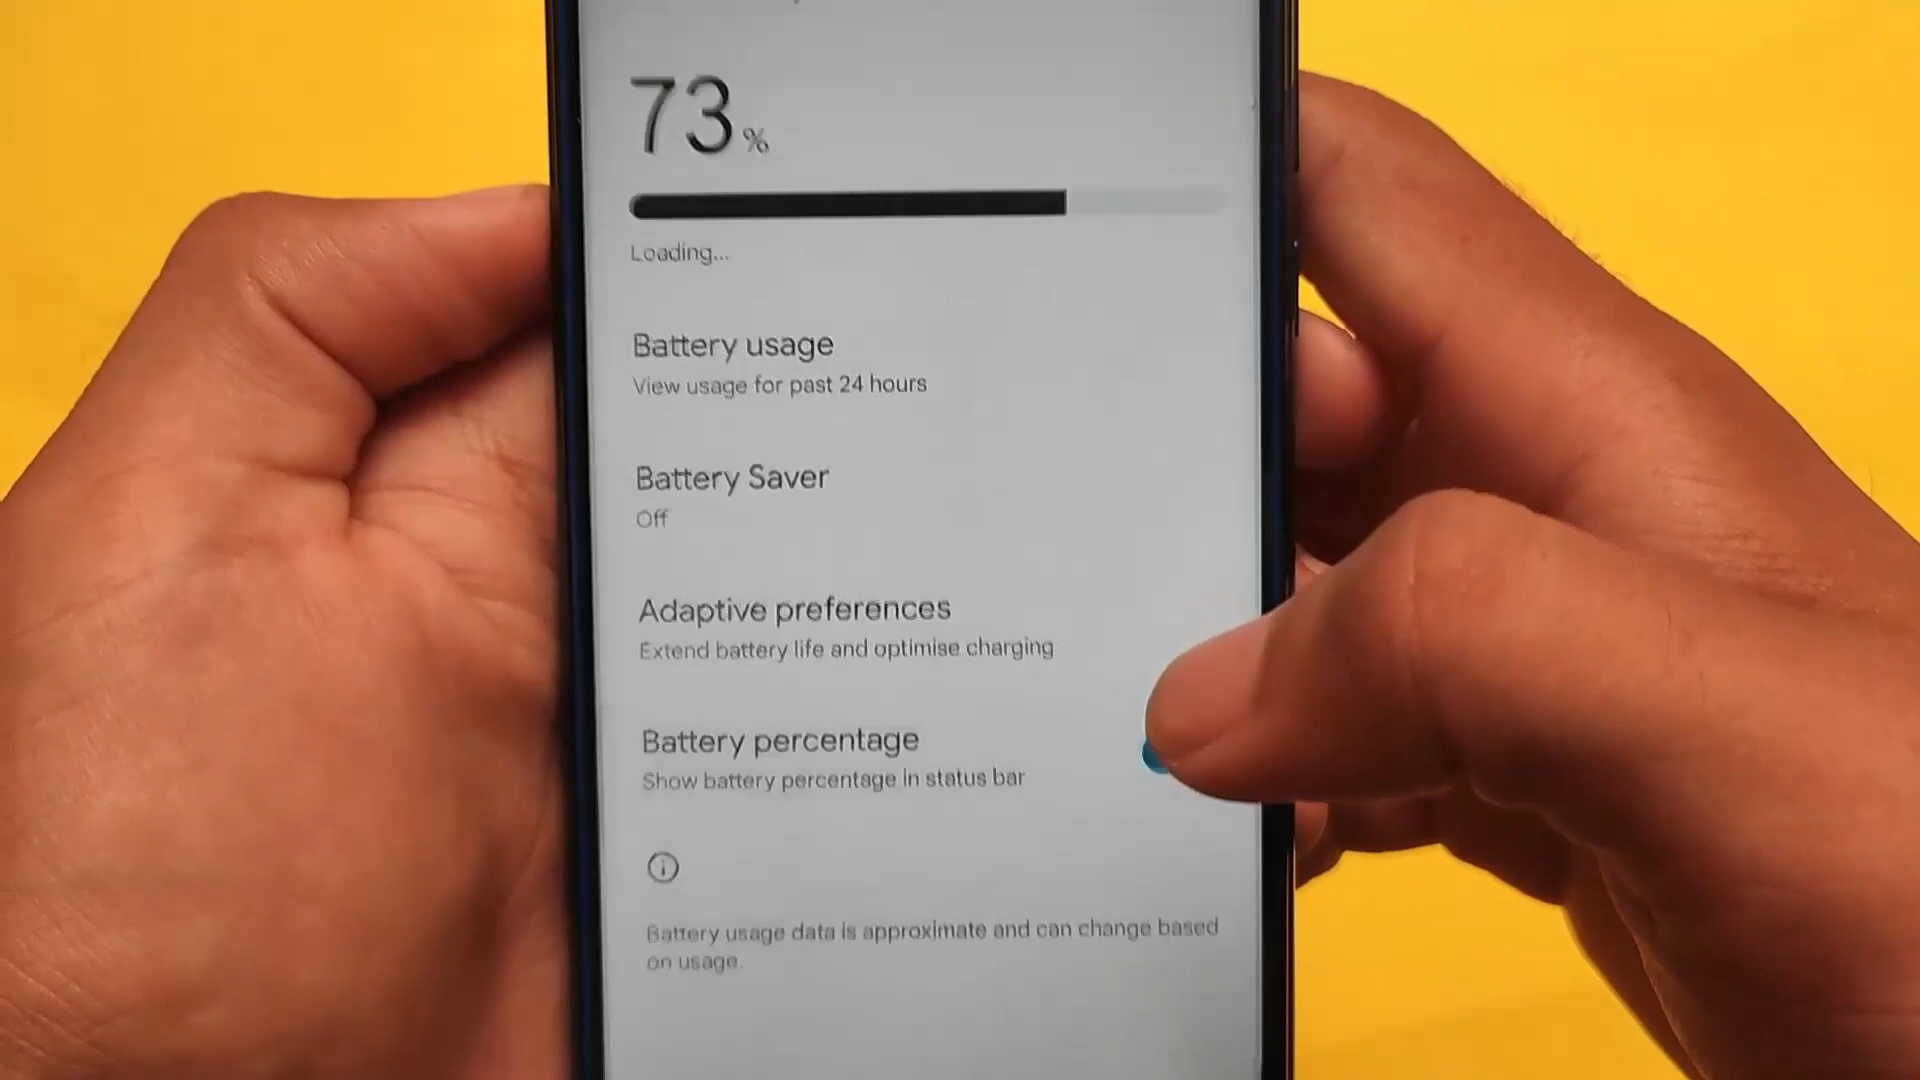 73%
Loading...
Battery usage
View usage for past 24 hours
Battery Saver
Off
Adaptive preferences
Extend battery life and optimise charging
Battery percentage
Show battery percentage in status bar
Battery usage data is approximate and can change based
on usage.